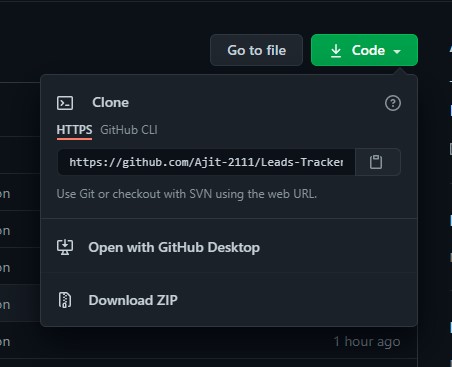 Go to file
Code
Clone
HTTPS GitHub CLI
https://github.com/Ajit-2111/Leads-Tracker
Use Git or checkout with SVN using the web URL.
on
Open with GitHub Desktop
on
on
Download ZIP
on
on
1 hour ago